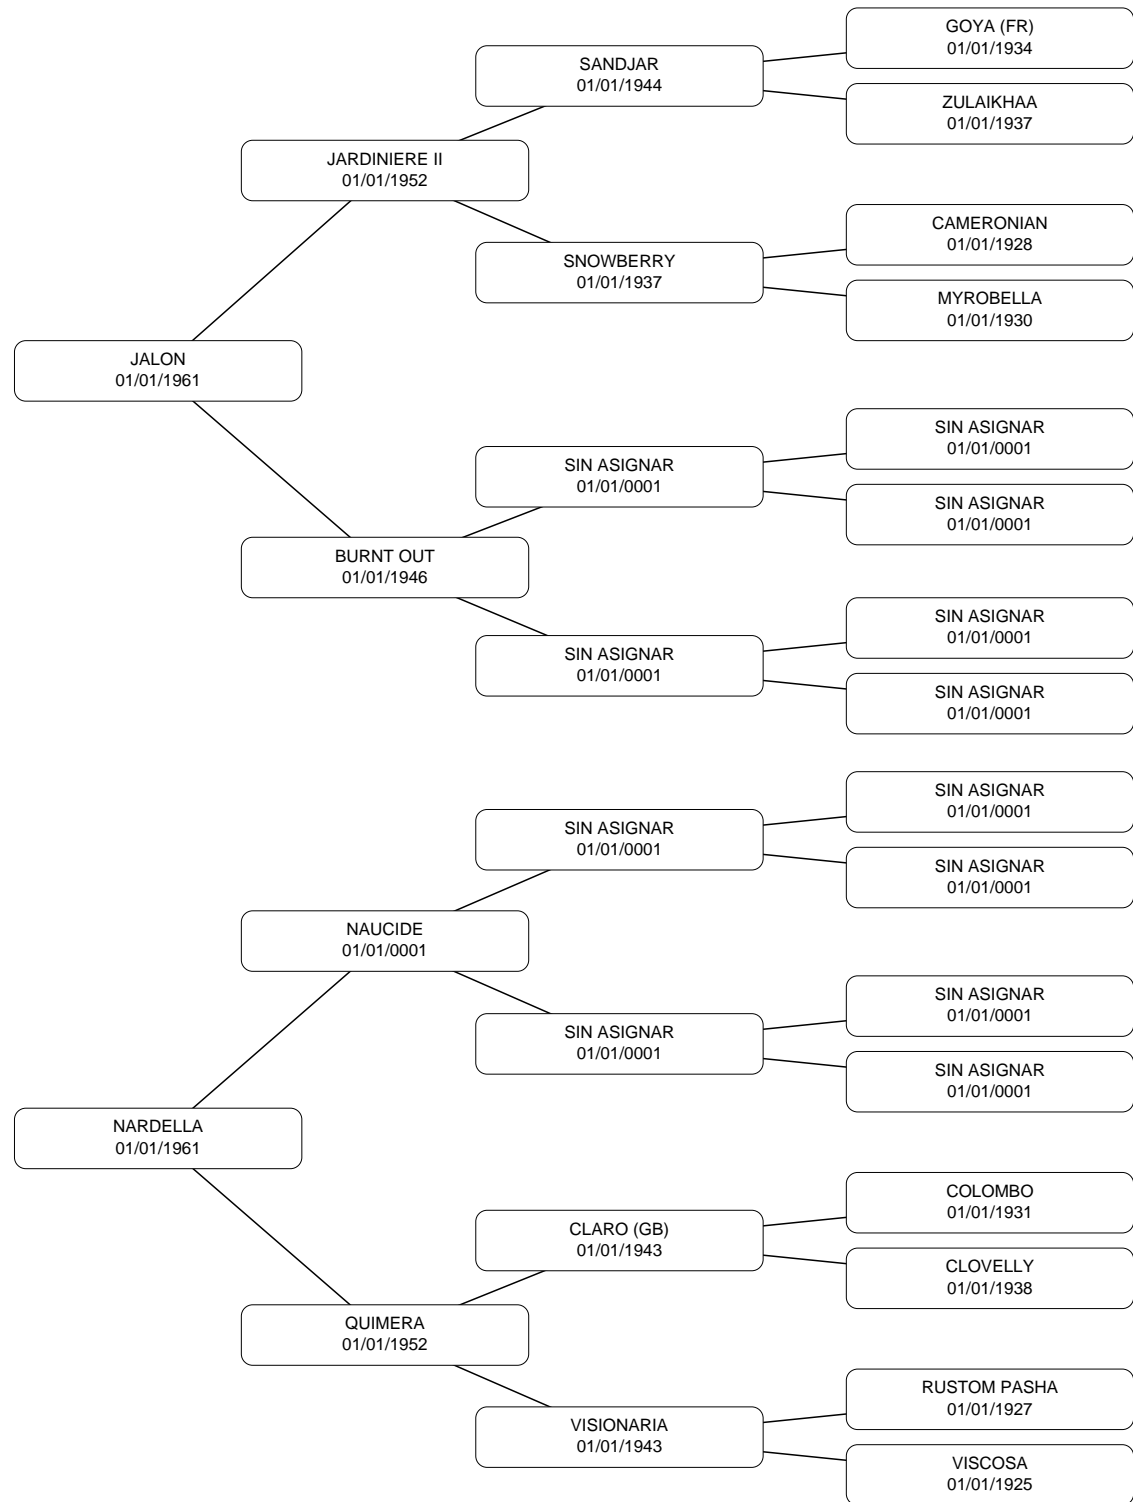 GOYA (FR)
01/01/1934
SANDJAR
01/01/1944
ZULAIKHAA
01/01/1937
JARDINIERE II
01/01/1952
CAMERONIAN
01/01/1928
SNOWBERRY
01/01/1937
MYROBELLA
01/01/1930
JALON
01/01/1961
SIN ASIGNAR
01/01/0001
SIN ASIGNAR
01/01/0001
SIN ASIGNAR
01/01/0001
BURNT OUT
01/01/1946
SIN ASIGNAR
01/01/0001
SIN ASIGNAR
01/01/0001
SIN ASIGNAR
01/01/0001
SIN ASIGNAR
01/01/0001
SIN ASIGNAR
01/01/0001
SIN ASIGNAR
01/01/0001
NAUCIDE
01/01/0001
SIN ASIGNAR
01/01/0001
SIN ASIGNAR
01/01/0001
SIN ASIGNAR
01/01/0001
NARDELLA
01/01/1961
COLOMBO
01/01/1931
CLARO (GB)
01/01/1943
CLOVELLY
01/01/1938
QUIMERA
01/01/1952
RUSTOM PASHA
01/01/1927
VISIONARIA
01/01/1943
VISCOSA
01/01/1925